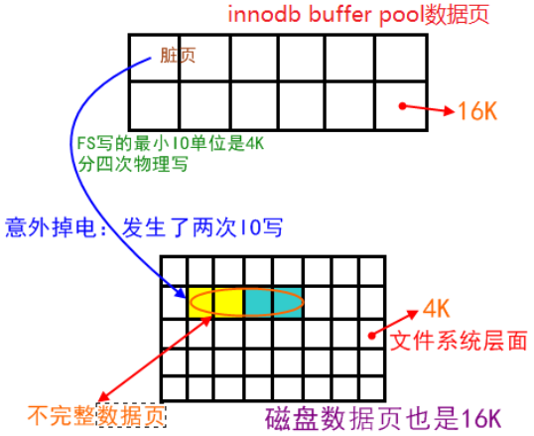 innodb buffer pool数据页
脏页
16K
FS写的最小IO单位是4K
分四次物理写
意外掉电：发生了两次IO写
4K
文件系统层面
不完整数据页
磁盘数据页也是16K